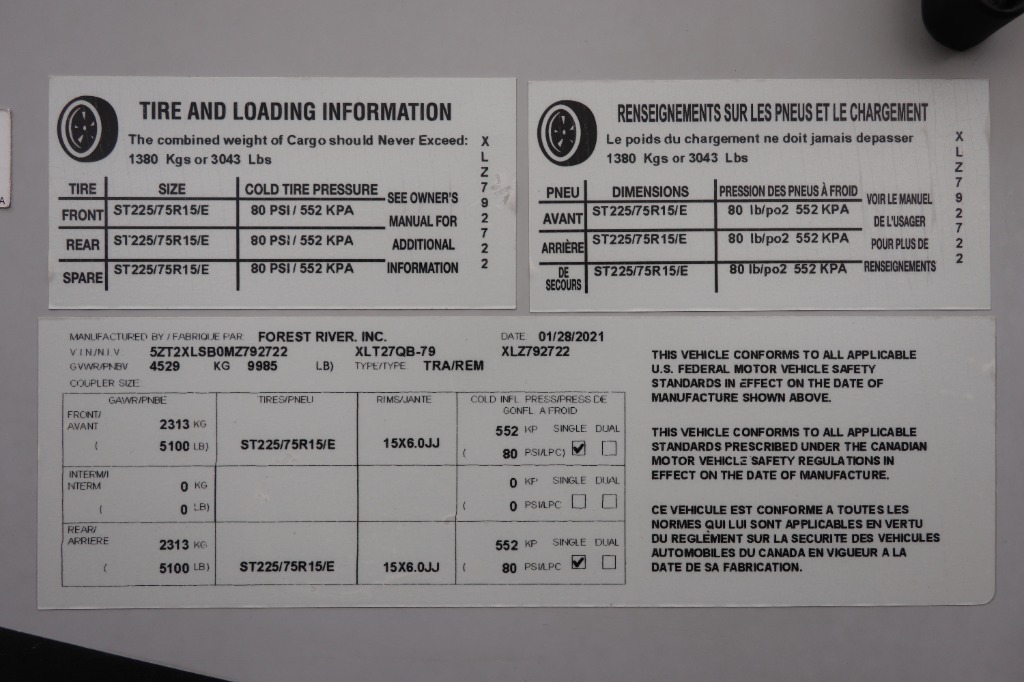 TIRE AND LOADING INFORMATION
The combined weight of Cargo should Never Exceed:
1380 Kgs or 3043 Lbs
TIRE SIZE COLD TIRE PRESSURE
FRONT ST225/75R15/E 80 PSI / 552 KPA
REAR ST225/75R15/E 80 PSI / 552 KPA
SPARE ST225/75R15/E 80 PSI / 552 KPA
SEE OWNER'S
MANUAL FOR
ADDITIONAL
INFORMATION
XLZ792722
RENSEIGNEMENTS SUR LES PNEUS ET LE CHARGEMENT
Le poids du chargement ne doit jamais depasser
1380 Kgs or 3043 Lbs
PNEU DIMENSIONS PRESSION DES PNEUS À FROID
AVANT ST225/75R15/E 80 lb/po2 552 KPA
ARRIÈRE ST225/75R15/E 80 lb/po2 552 KPA
DE SECOURS ST225/75R15/E 80 lb/po2 552 KPA
VOIR LE MANUEL
DE L'USAGER
POUR PLUS DE
RENSEIGNEMENTS
XLZ792722
MANUFACTURED BY / FABRIQUE PAR: FOREST RIVER, INC. DATE: 01/28/2021
V.I.N./N.I.V 5ZT2XLSB0MZ792722 XLT27QB-79 XLZ792722
GVWR/PNBV 4529 KG 9985 LB) TYPE/TYPE TRA/REM
COUPLER SIZE:
GAWR/PNBE TIRES/PNEU RIMS/JANTE COLD INFL PRESS/PRESS DE
GONFL A FROID
FRONT/
AVANT 2313 KG 552 KP SINGLE DUAL
( 5100 LB) ST225/75R15/E 15X6.0JJ ( 80 PSI/LPC)
INTERM/I
NTERM 0 KG 0 KP SINGLE DUAL
( 0 LB) ( 0 PSI/LPC
REAR/
ARRIERE 2313 KG 552 KP SINGLE DUAL
( 5100 LB) ST225/75R15/E 15X6.0JJ ( 80 PSI/LPC
THIS VEHICLE CONFORMS TO ALL APPLICABLE
U.S. FEDERAL MOTOR VEHICLE SAFETY
STANDARDS IN EFFECT ON THE DATE OF
MANUFACTURE SHOWN ABOVE.
THIS VEHICLE CONFORMS TO ALL APPLICABLE
STANDARDS PRESCRIBED UNDER THE CANADIAN
MOTOR VEHICLE SAFETY REGULATIONS IN
EFFECT ON THE DATE OF MANUFACTURE.
CE VEHICULE EST CONFORME A TOUTES LES
NORMES QUI LUI SONT APPLICABLES EN VERTU
DU REGLEMENT SUR LA SECURITE DES VEHICULES
AUTOMOBILES DU CANADA EN VIGUEUR A LA
DATE DE SA FABRICATION.